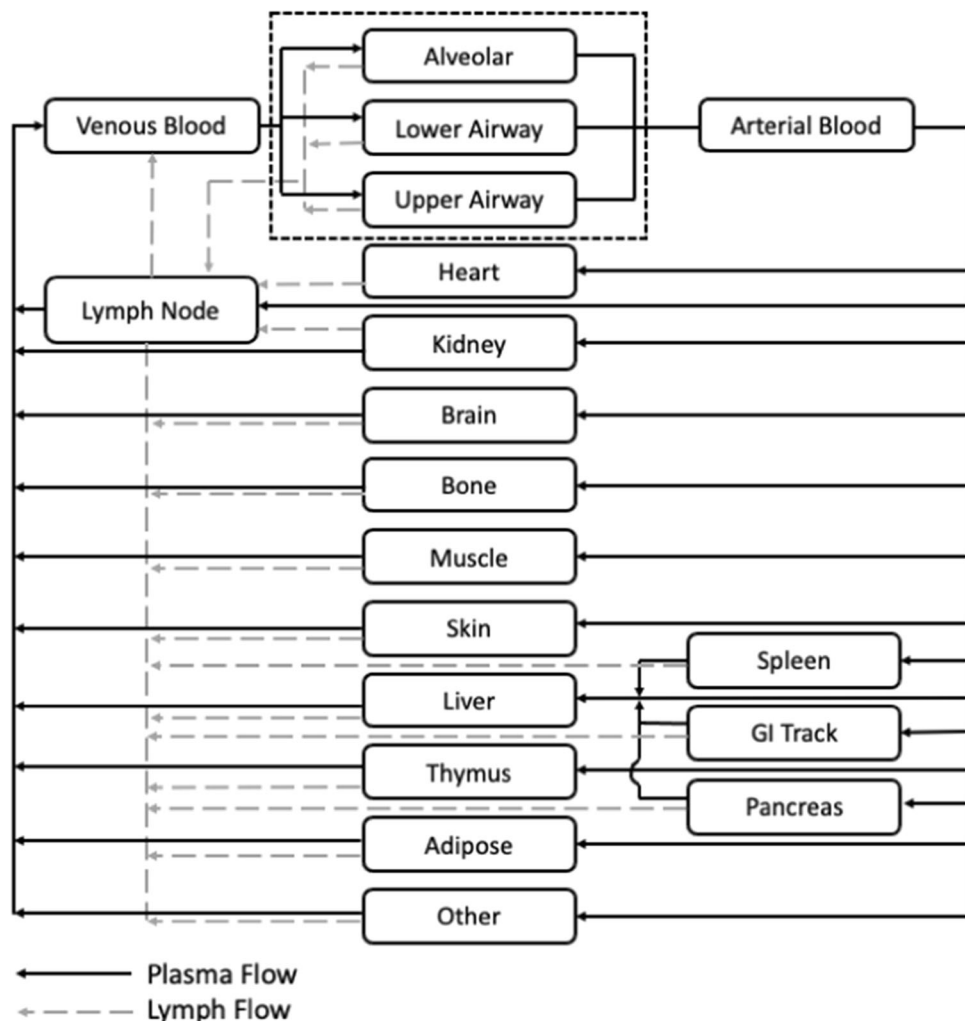 Alveolar
Venous Blood
Lower Airway
Arterial Blood
Upper Airway
Heart
Lymph Node
Kidney
Brain
Bone
Muscle
Skin
Spleen
Liver
GI Track
Thymus
Pancreas
Adipose
Other
Plasma Flow
Lymph Flow